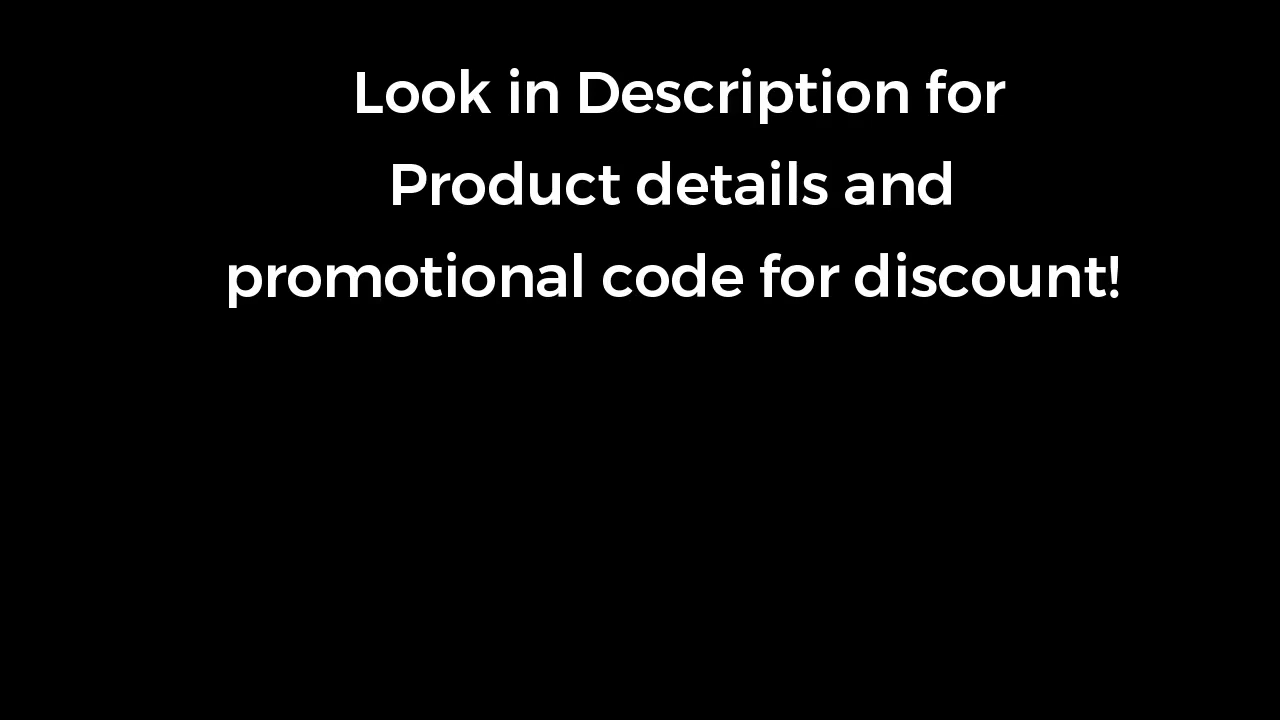 Look in Description for
Product details and
promotional code for discount!